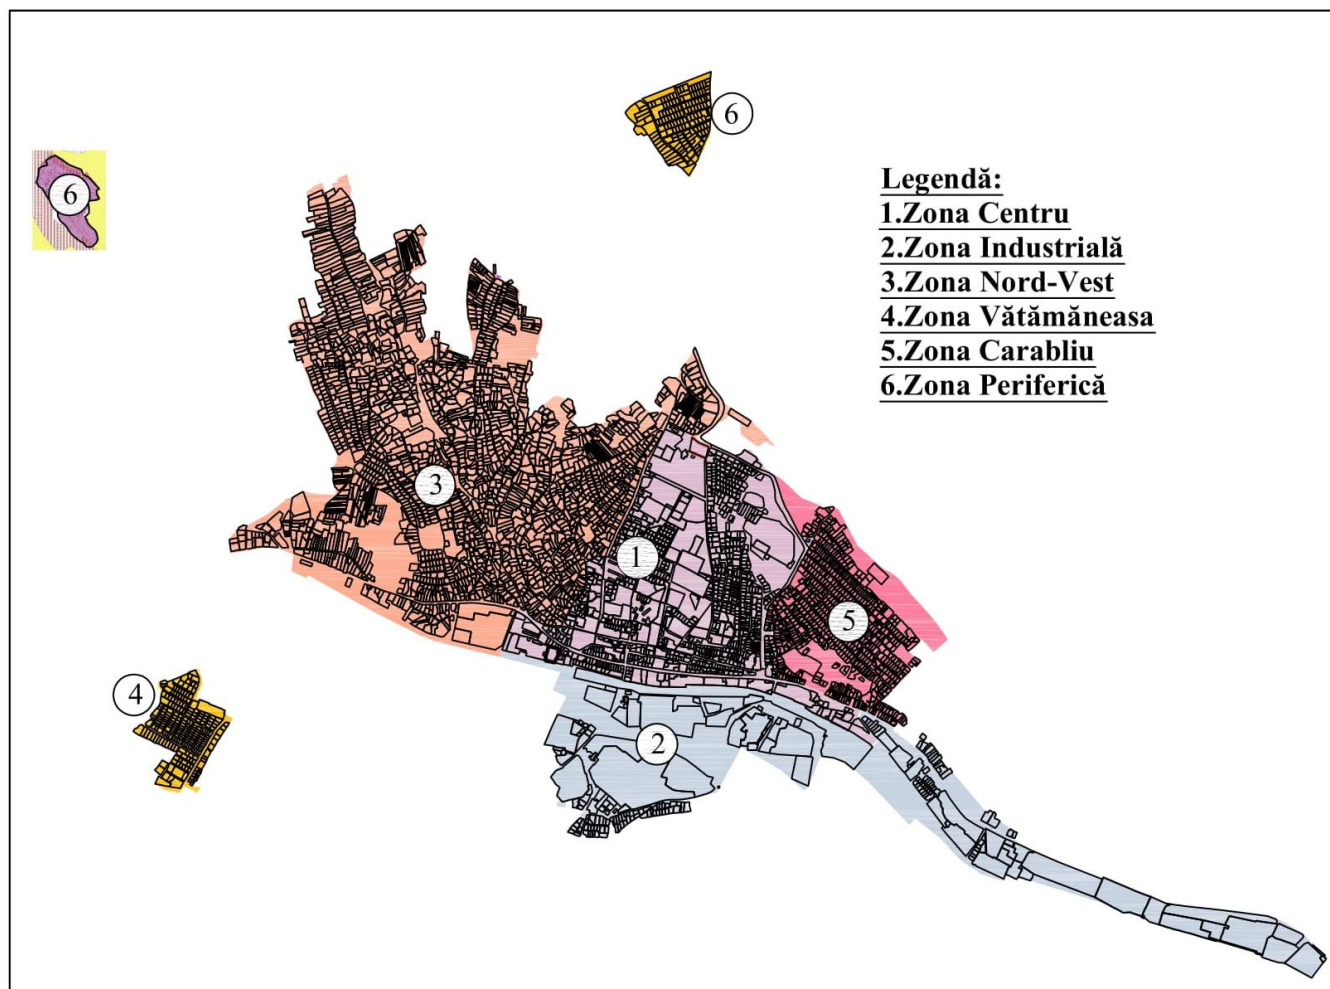 6
6
Legendă:
1.Zona Centru
2.Zona Industrială
3.Zona Nord-Vest
4.Zona Vătămăneasa
5.Zona Carabliu
6.Zona Periferică
3
1
5
4
2